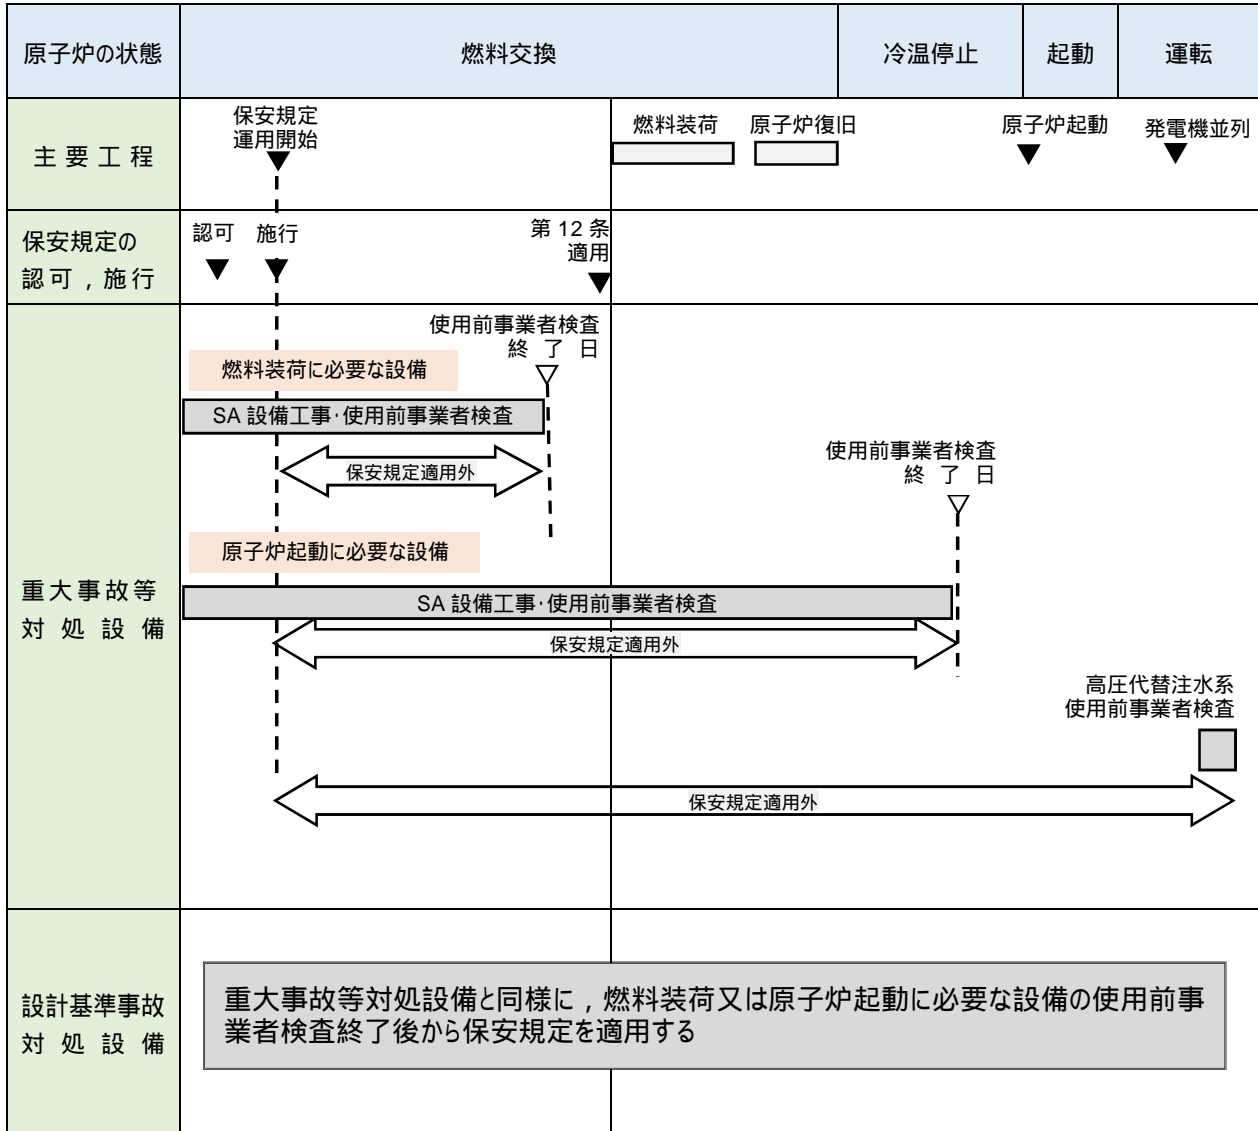 原子炉の状態
燃料交換
冷温停止
起動
運転
主要工程
保安規定
運用開始
燃料装荷
原子炉復旧
原子炉起動
発電機並列
保安規定の
認可，施行
認可
施行
第 12 条
適用
重大事故等
対処設備
使用前事業者検査
終了日
燃料装荷に必要な設備
SA 設備工事･使用前事業者検査
保安規定適用外
使用前事業者検査
終了日
原子炉起動に必要な設備
SA 設備工事･使用前事業者検査
保安規定適用外
高圧代替注水系
使用前事業者検査
保安規定適用外
設計基準事故
対処設備
重大事故等対処設備と同様に，燃料装荷又は原子炉起動に必要な設備の使用前事
業者検査終了後から保安規定を適用する